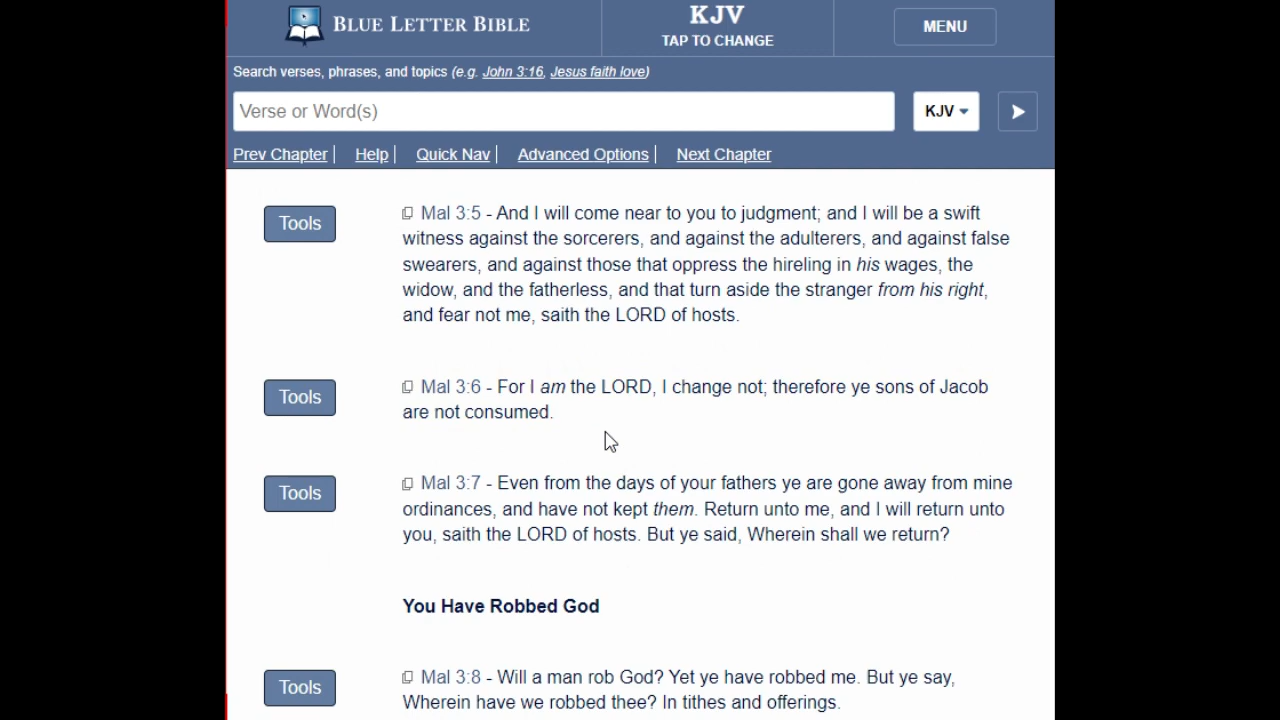 BLUE LETTER BIBLE
KJV
TAP TO CHANGE
MENU
Search verses, phrases, and topics (e.g. John 3:16, Jesus faith love)
Verse or Word(s)
KJV
Prev Chapter | Help | Quick Nav | Advanced Options | Next Chapter
Tools
Mal 3:5 - And I will come near to you to judgment; and I will be a swift
witness against the sorcerers, and against the adulterers, and against false
swearers, and against those that oppress the hireling in his wages, the
widow, and the fatherless, and that turn aside the stranger from his right,
and fear not me, saith the LORD of hosts.
Tools
Mal 3:6 - For I am the LORD, I change not; therefore ye sons of Jacob
are not consumed.
Tools
Mal 3:7 - Even from the days of your fathers ye are gone away from mine
ordinances, and have not kept them. Return unto me, and I will return unto
you, saith the LORD of hosts. But ye said, Wherein shall we return?
You Have Robbed God
Tools
Mal 3:8 - Will a man rob God? Yet ye have robbed me. But ye say,
Wherein have we robbed thee? In tithes and offerings.